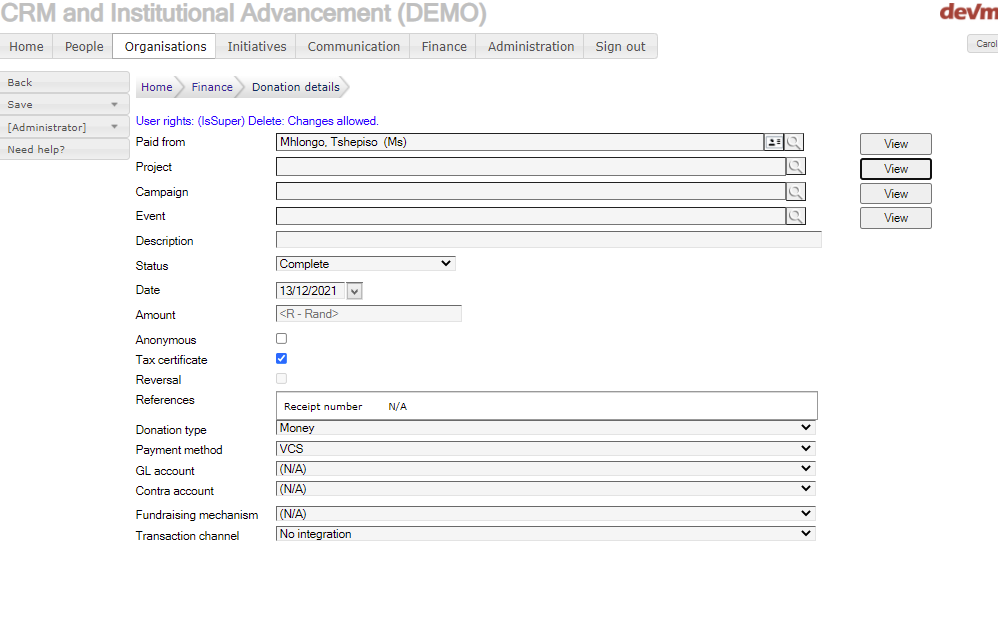 CRM and Institutional Advancement (DEMO)
devm
Home People Organisations Initiatives Communication Finance Administration Sign out
Carol
Back
Save
[Administrator]
Need help?
Home Finance Donation details
User rights: (IsSuper) Delete: Changes allowed.
Paid from Mhlongo, Tshepiso (Ms) View
Project View
Campaign View
Event View
Description
Status Complete
Date 13/12/2021
Amount <R - Rand>
Anonymous
Tax certificate
Reversal
References
Receipt number N/A
Donation type Money
Payment method VCS
GL account (N/A)
Contra account (N/A)
Fundraising mechanism (N/A)
Transaction channel No integration